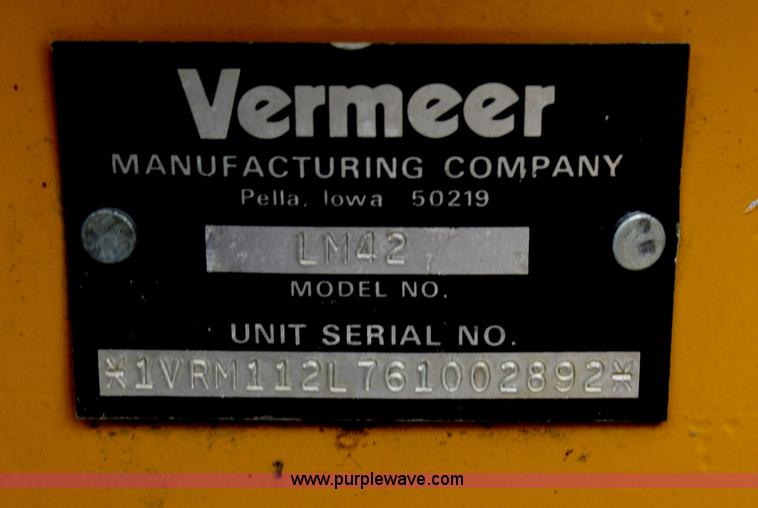 Vermeer
MANUFACTURING COMPANY
Pella, Iowa 50219
LM42
MODEL NO.
UNIT SERIAL NO.
*1VRM112L761002892*
www.purplewave.com